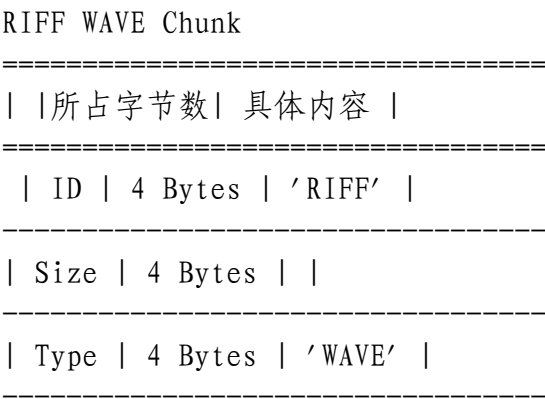 RIFF WAVE Chunk
==================================
| |所占字节数| 具体内容 |
==================================
| ID | 4 Bytes | 'RIFF' |
----------------------------------
| Size | 4 Bytes | |
----------------------------------
| Type | 4 Bytes | 'WAVE' |
----------------------------------